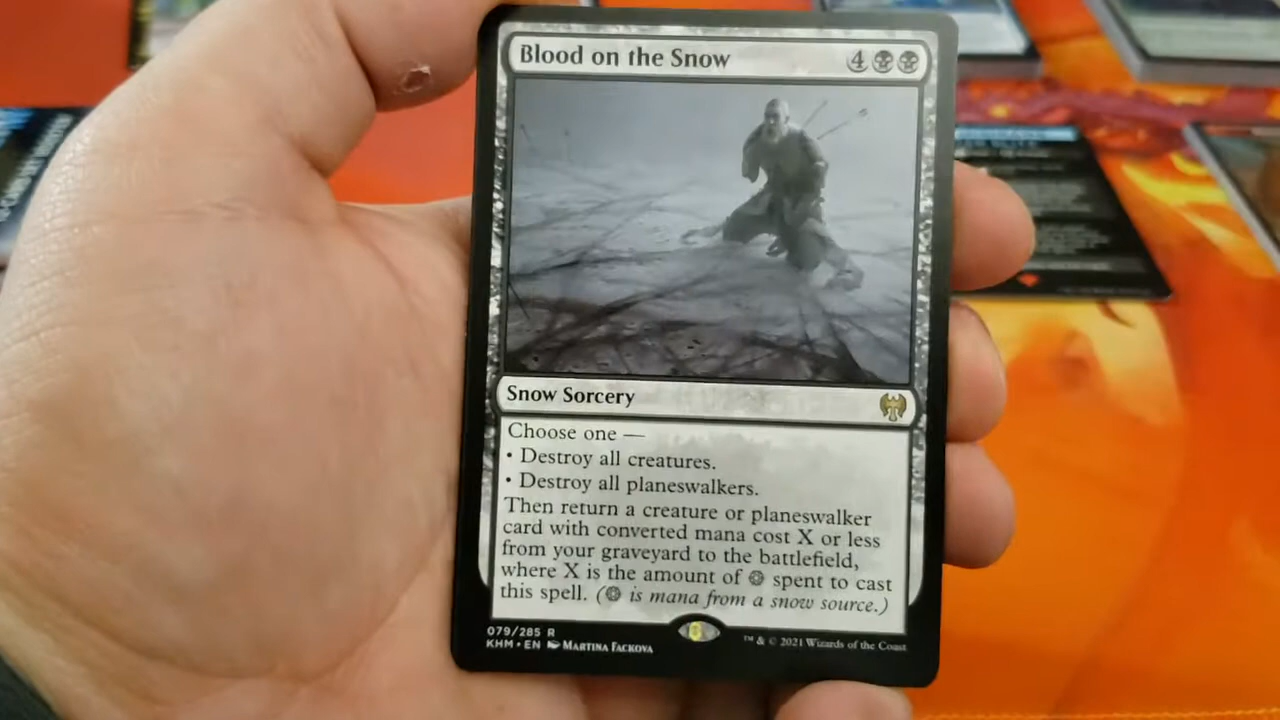 Blood on the Snow 4
Snow Sorcery
Choose one —
• Destroy all creatures.
• Destroy all planeswalkers.
Then return a creature or planeswalker
card with converted mana cost X or less
from your graveyard to the battlefield,
where X is the amount of spent to cast
this spell. ( is mana from a snow source.)
079/285 R
KHM • EN Martina Fackova
™ & © 2021 Wizards of the Coast